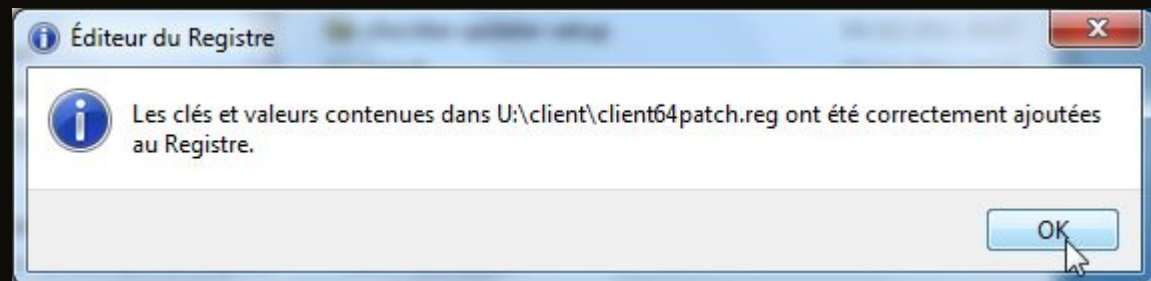 Éditeur du Registre
Les clés et valeurs contenues dans U:\client\client64patch.reg ont été correctement ajoutées
au Registre.
OK